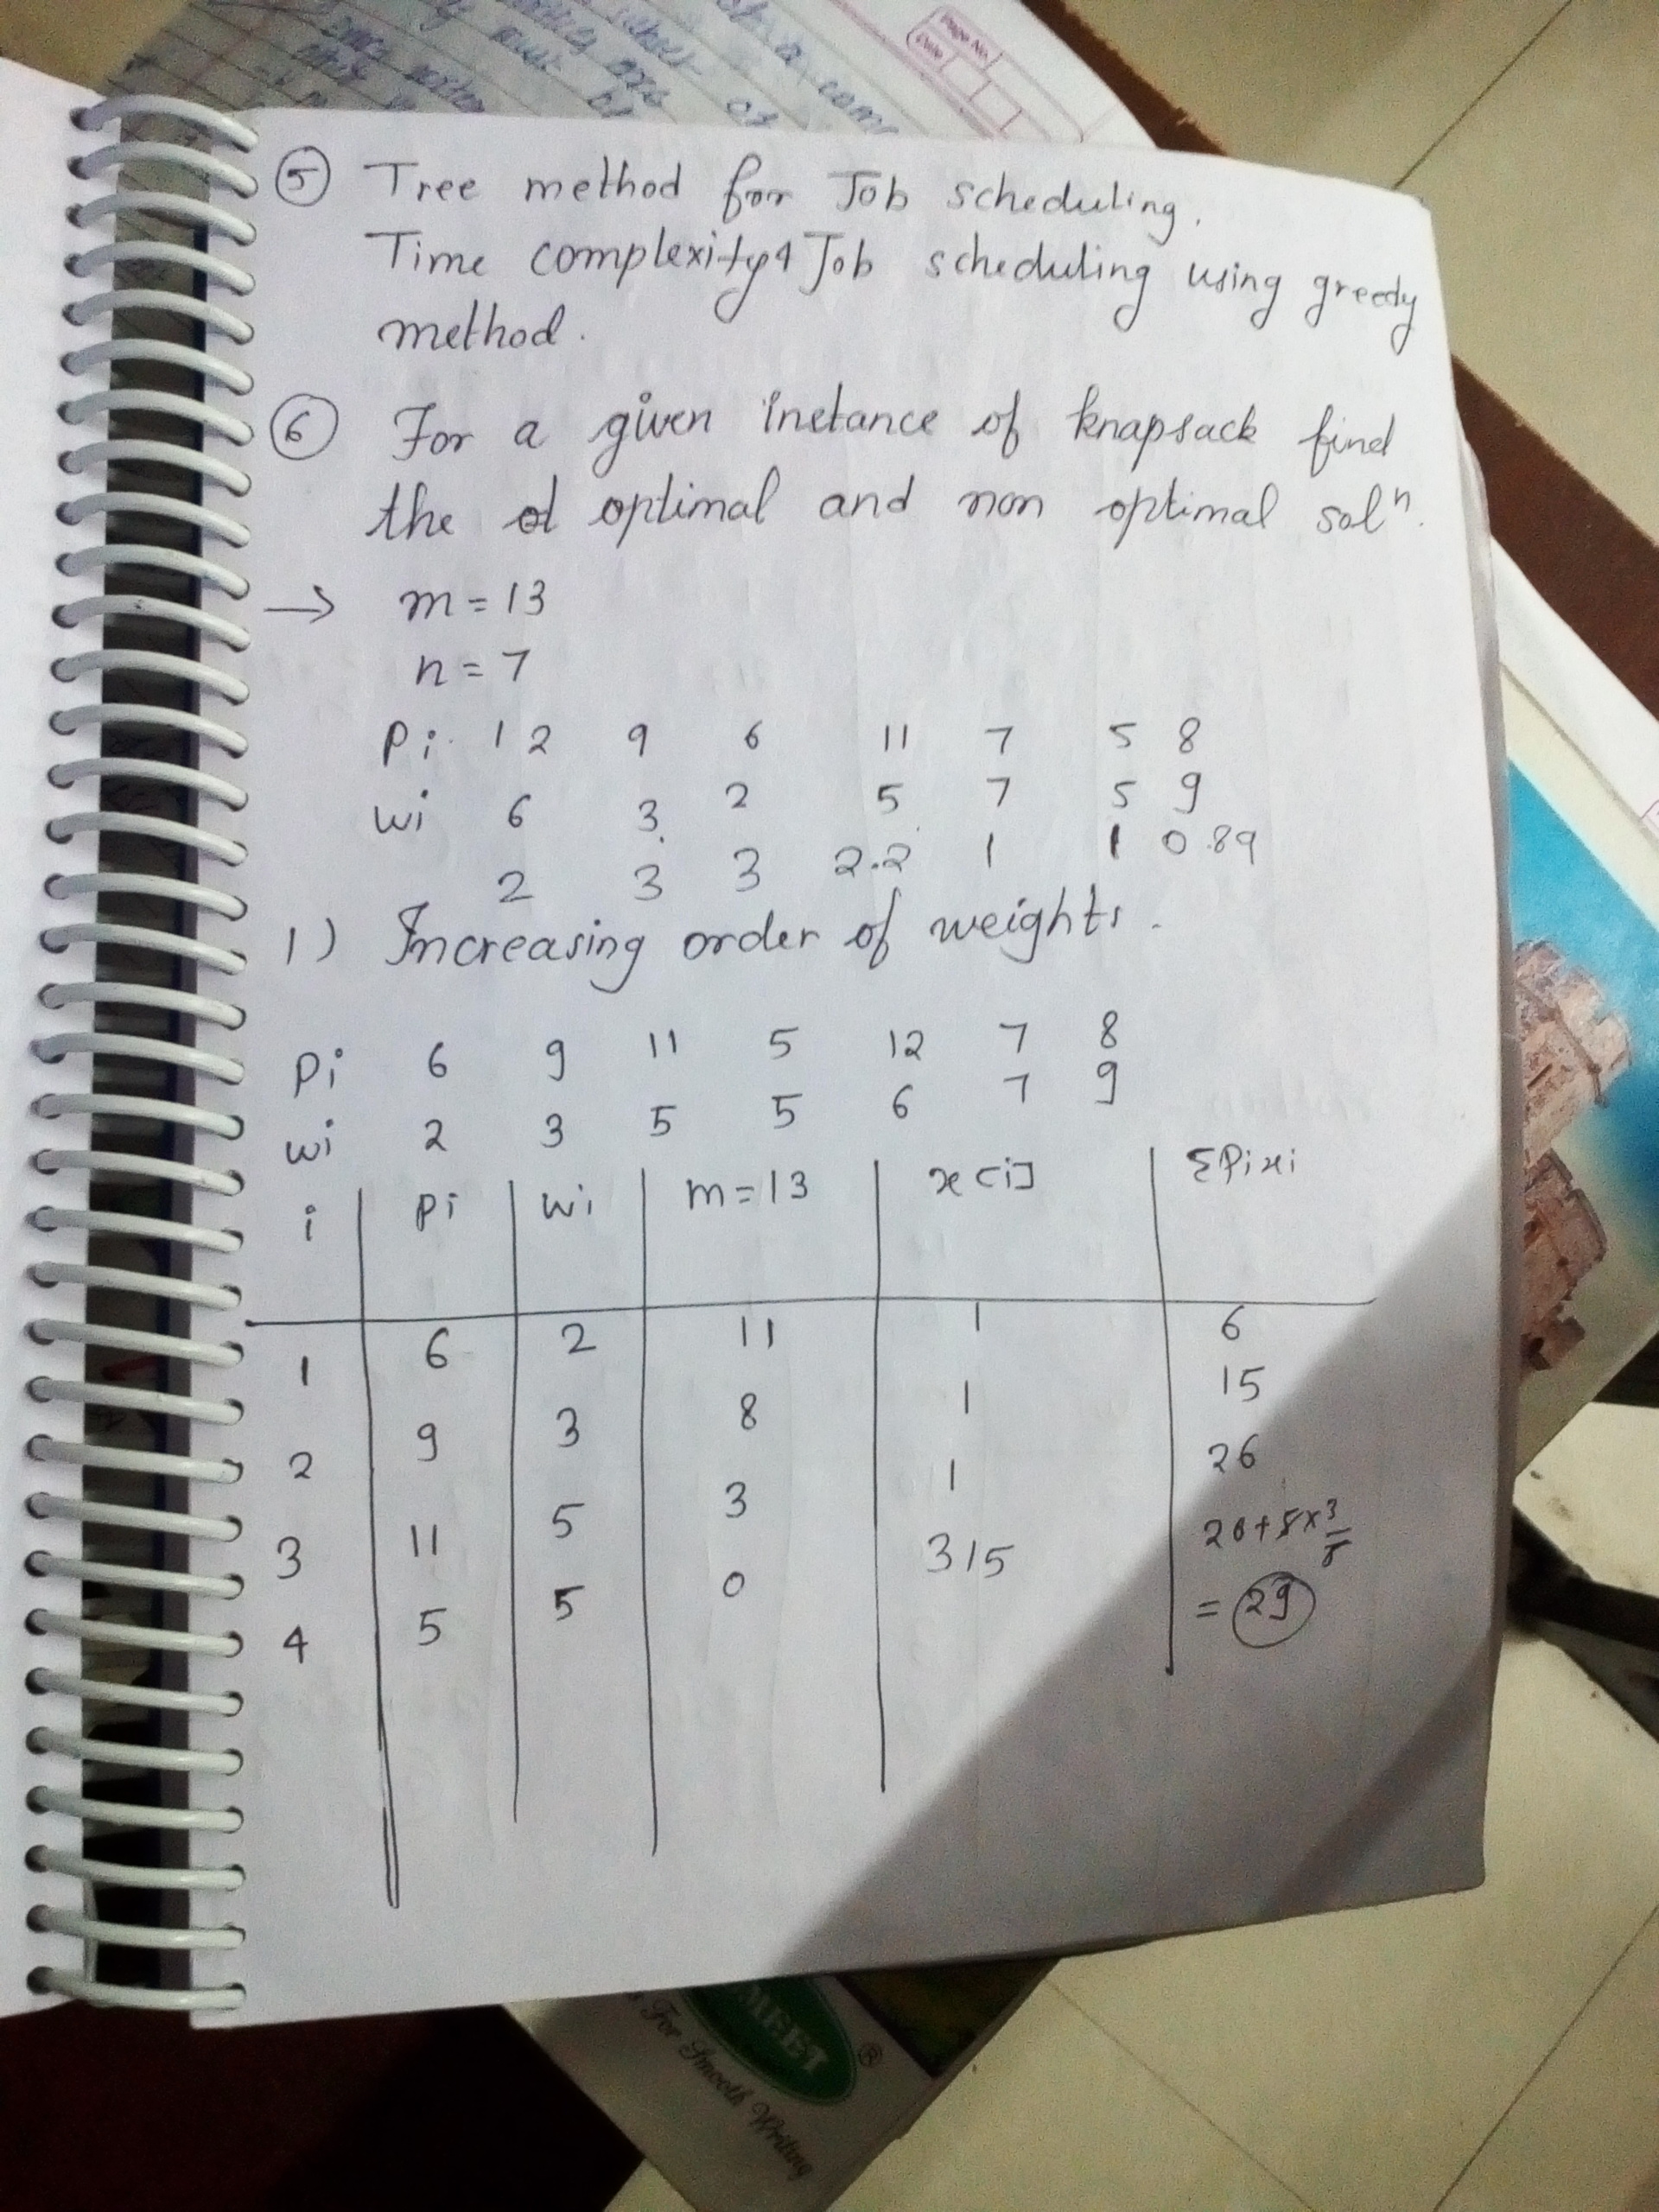 Page No.
Date
⑤ Tree method for Job scheduling.
Time complexity of Job scheduling using greedy
method.
⑥ For a given instance of knapsack find
the optimal and non optimal solⁿ.
→ m = 13
n = 7
Pi 12 9 6 11 7 5 8
wi 6 3 2 5 7 5 9
2 3 3 2.2 1 1 0.89
1) Increasing order of weights.
Pi 6 9 11 5 12 7 8
wi 2 3 5 5 6 7 9
i Pi wi m=13 x[i] ΣPixi
1 6 2 11 1 6
2 9 3 8 1 15
3 11 5 3 1 26
4 5 5 0 3/5 26+5×3/5
= 29
For Smooth Writing